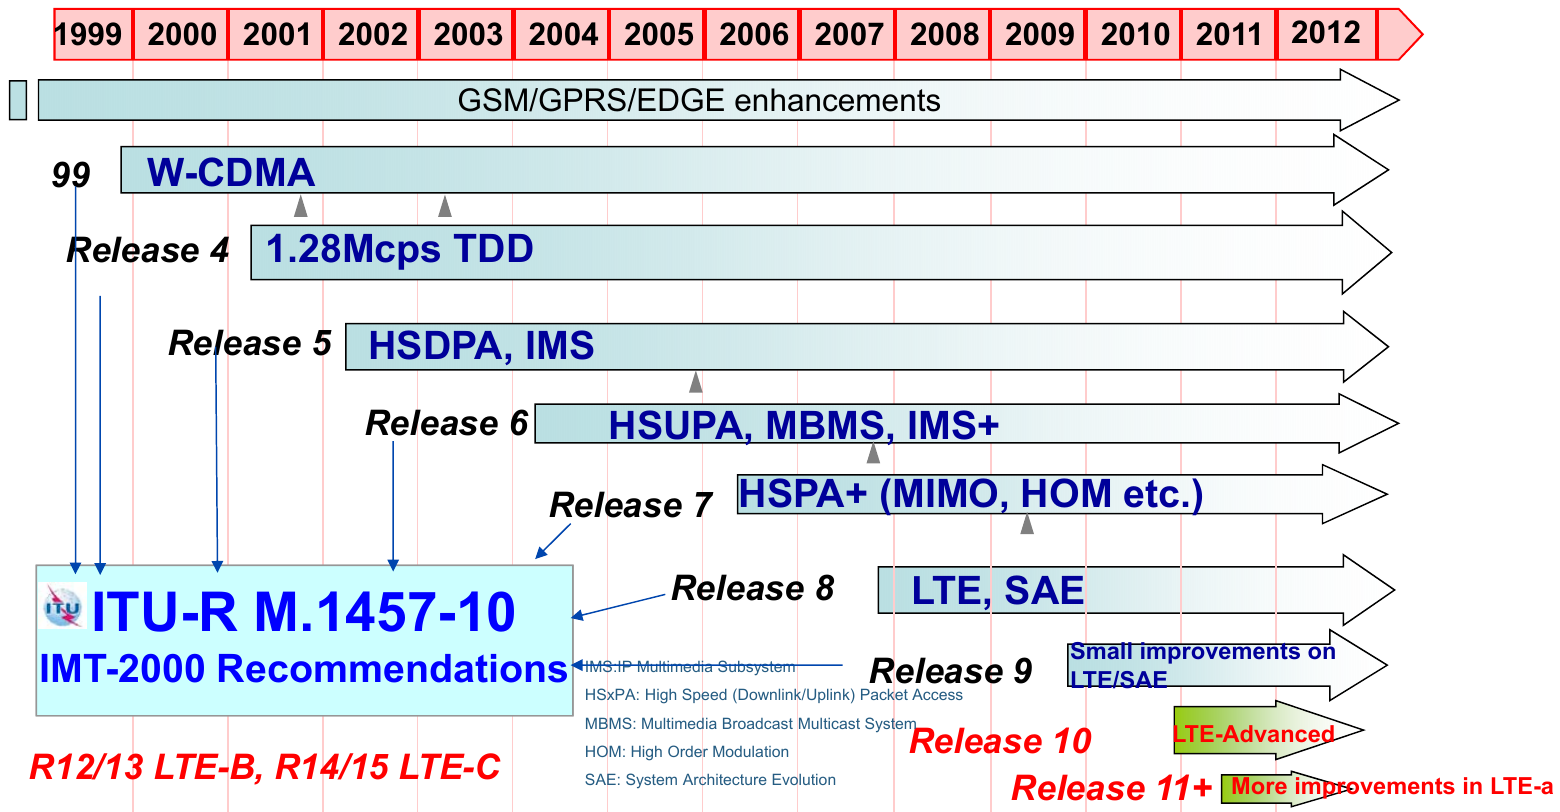 1999 2000 2001 2002 2003 2004 2005 2006 2007 2008 2009 2010 2011 2012
GSM/GPRS/EDGE enhancements
99
W-CDMA
Release 4
1.28Mcps TDD
Release 5
HSDPA, IMS
Release 6
HSUPA, MBMS, IMS+
Release 7
HSPA+ (MIMO, HOM etc.)
Release 8
LTE, SAE
ITU
ITU-R M.1457-10
IMT-2000 Recommendations
Release 9
Small improvements on
LTE/SAE
IMS:IP Multimedia Subsystem
HSxPA: High Speed (Downlink/Uplink) Packet Access
MBMS: Multimedia Broadcast Multicast System
HOM: High Order Modulation
SAE: System Architecture Evolution
Release 10
LTE-Advanced
R12/13 LTE-B, R14/15 LTE-C
Release 11+
More improvements in LTE-a